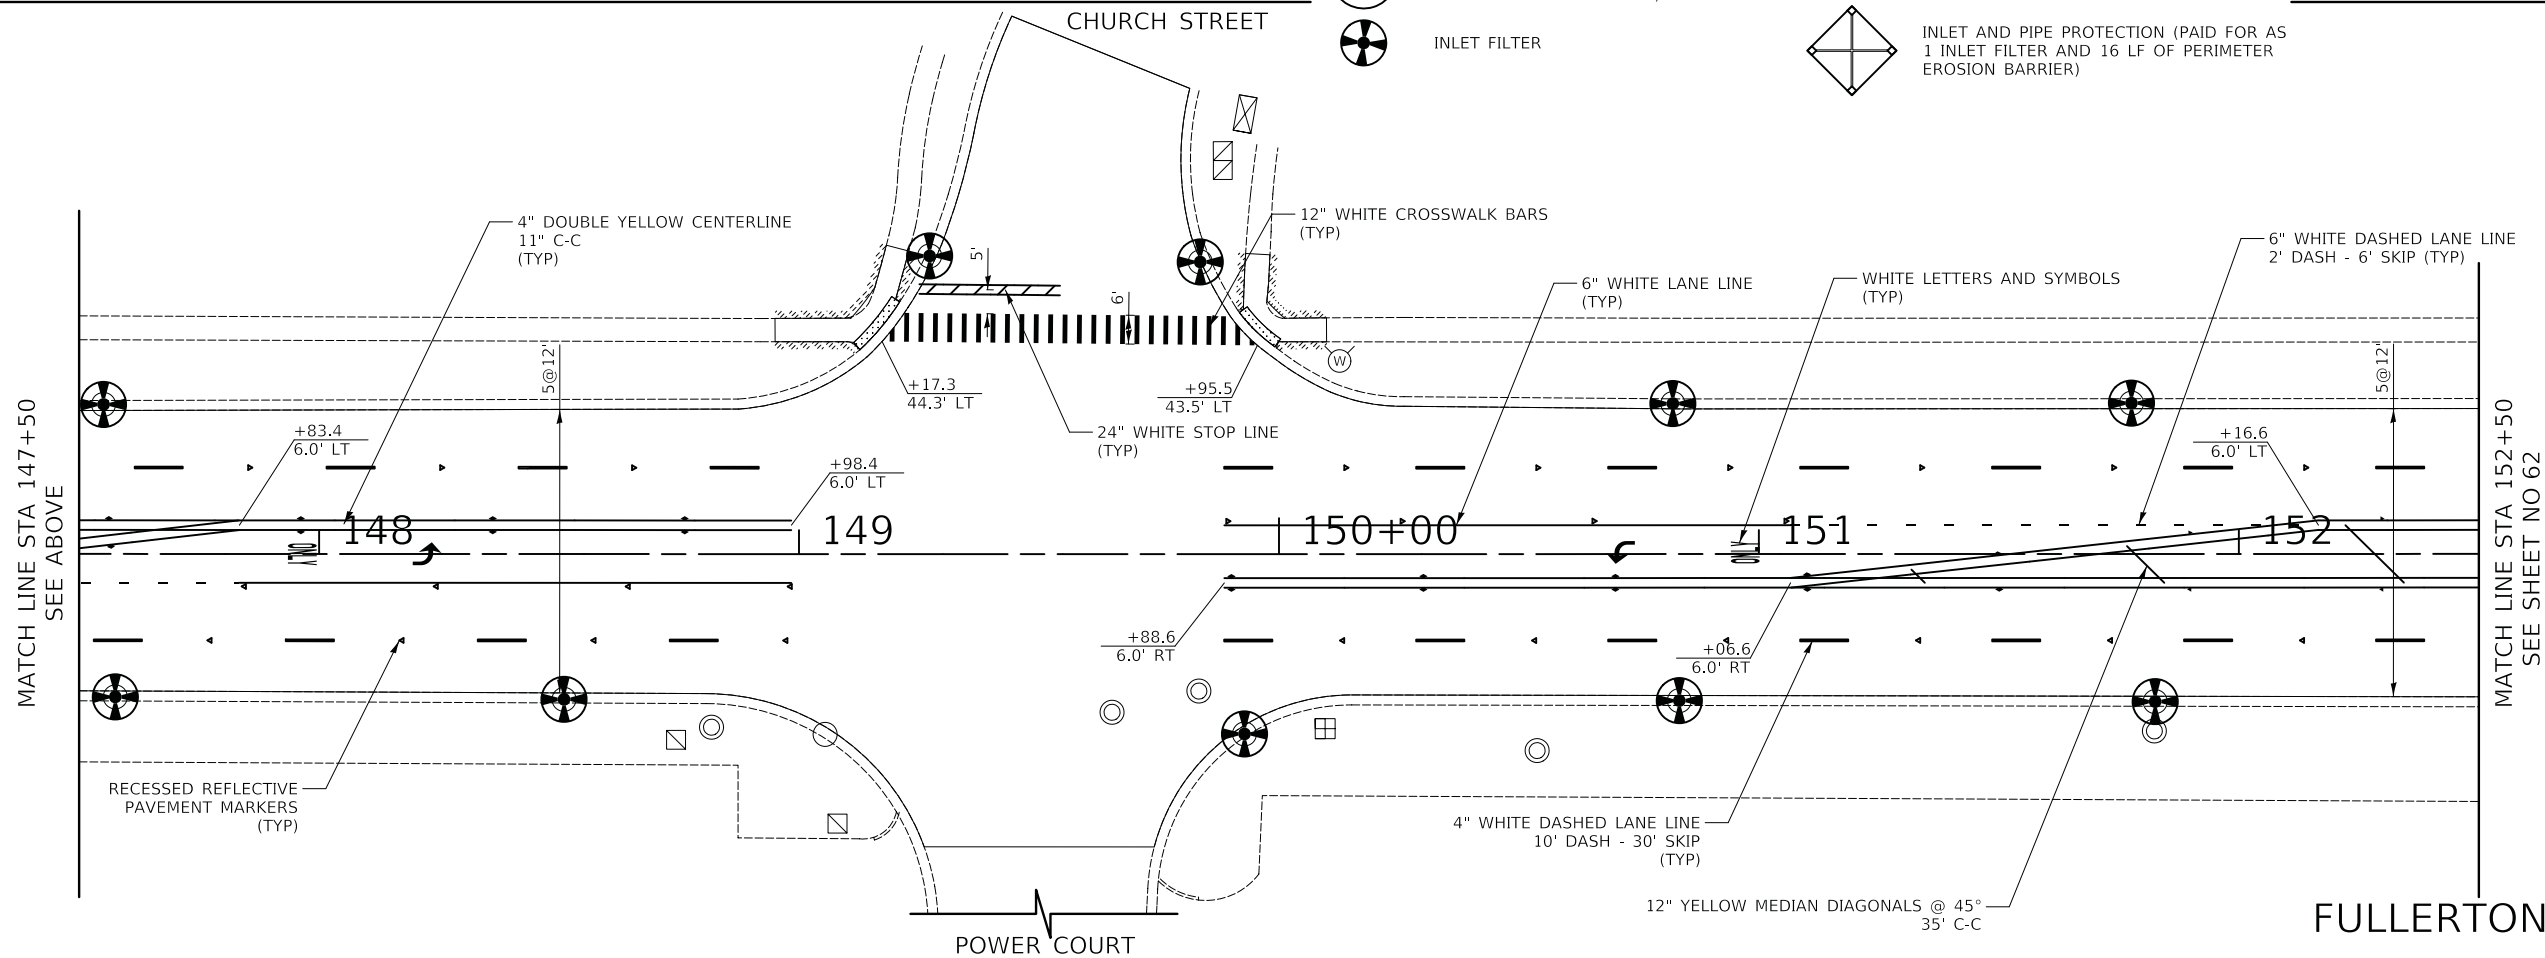 CHURCH STREET
INLET FILTER
INLET AND PIPE PROTECTION (PAID FOR AS
1 INLET FILTER AND 16 LF OF PERIMETER
EROSION BARRIER)
4" DOUBLE YELLOW CENTERLINE
11" C-C
(TYP)
5'
12" WHITE CROSSWALK BARS
(TYP)
6" WHITE LANE LINE
(TYP)
WHITE LETTERS AND SYMBOLS
(TYP)
6" WHITE DASHED LANE LINE
2' DASH - 6' SKIP (TYP)
6'
W
5@12'
5@12'
+17.3
44.3' LT
+95.5
43.5' LT
24" WHITE STOP LINE
(TYP)
+83.4
6.0' LT
+98.4
6.0' LT
+16.6
6.0' LT
MATCH LINE STA 147+50
SEE ABOVE
148
149
150+00
151
152
MATCH LINE STA 152+50
SEE SHEET NO 62
+88.6
6.0' RT
+06.6
6.0' RT
RECESSED REFLECTIVE
PAVEMENT MARKERS
(TYP)
4" WHITE DASHED LANE LINE
10' DASH - 30' SKIP
(TYP)
12" YELLOW MEDIAN DIAGONALS @ 45°
35' C-C
POWER COURT
FULLERTON